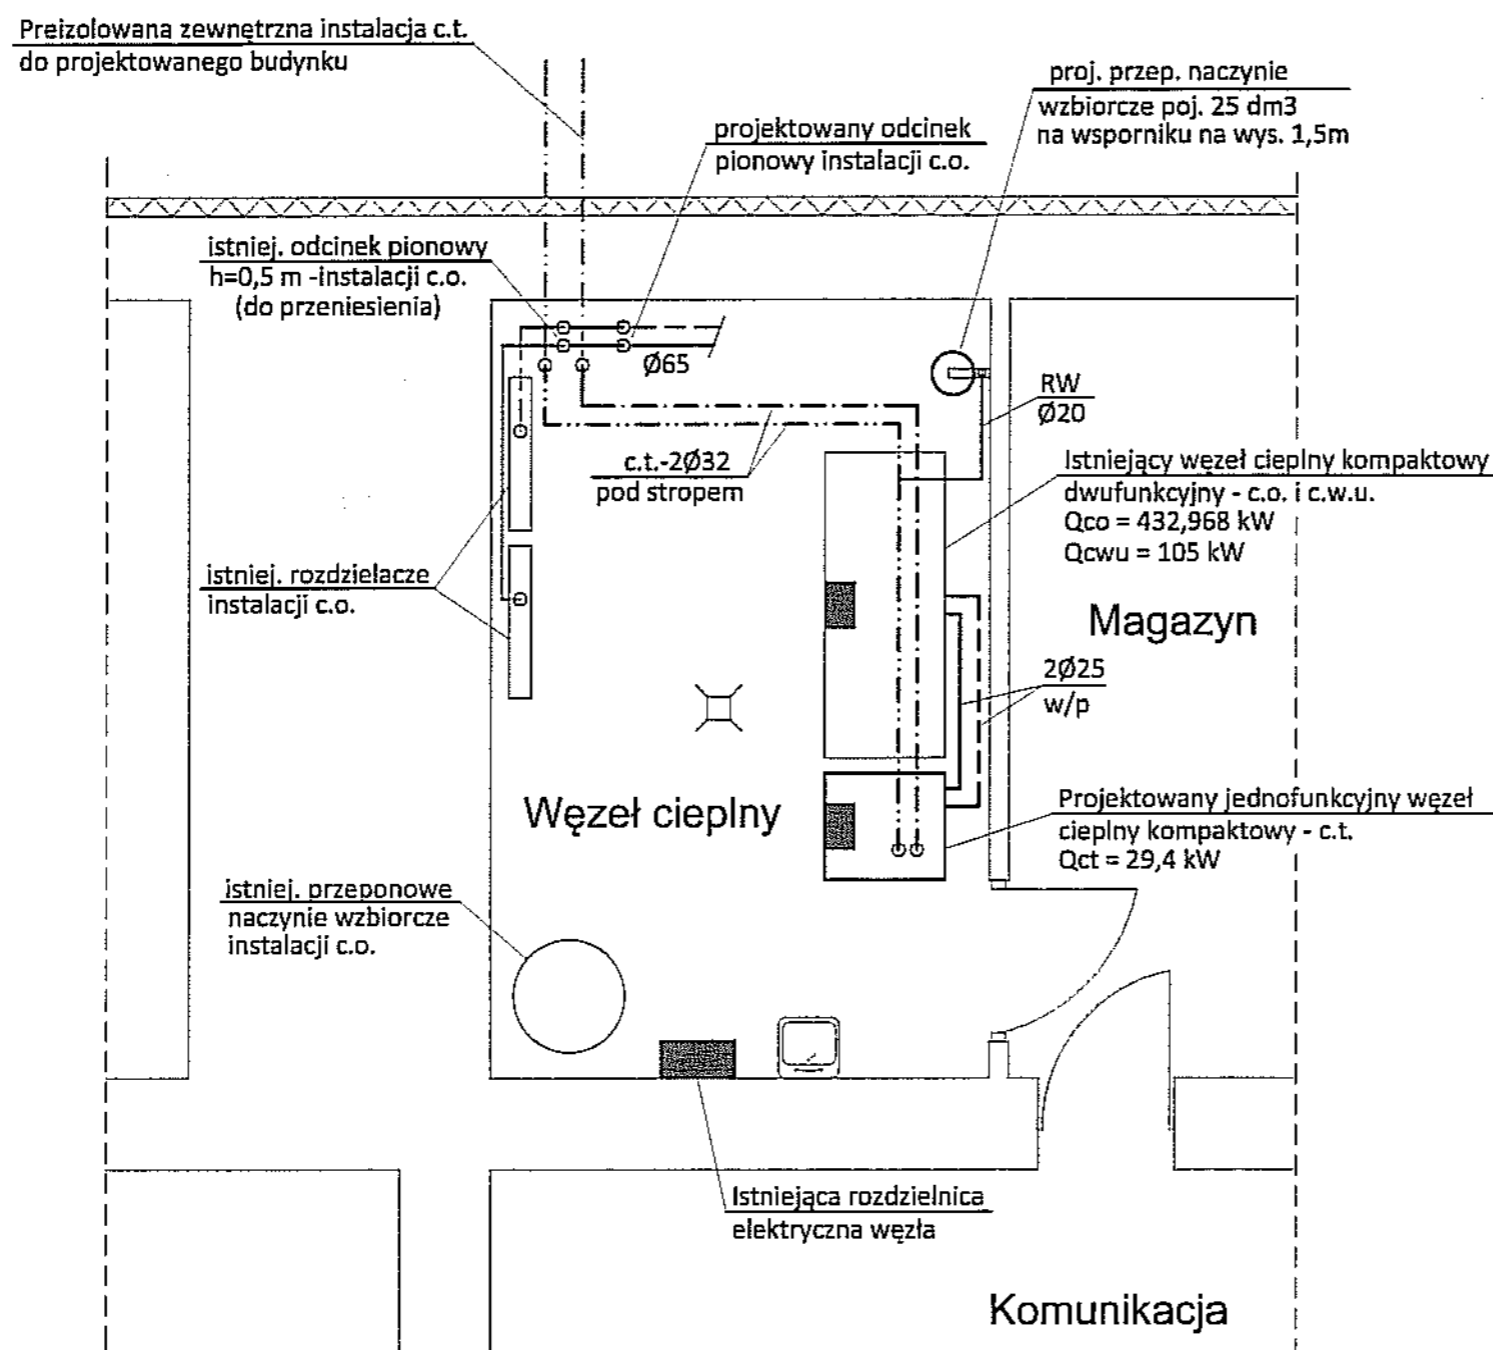 Preizolowana zewnętrzna instalacja c.t.
do projektowanego budynku
proj. przep. naczynie
wzbiorcze poj. 25 dm3
na wsporniku na wys. 1,5m
projektowany odcinek
pionowy instalacji c.o.
istniej. odcinek pionowy
h=0,5 m -instalacji c.o.
(do przeniesienia)
Ø65
RW
Ø20
c.t.-2Ø32
pod stropem
Istniejący węzeł cieplny kompaktowy
dwufunkcyjny - c.o. i c.w.u.
Qco = 432,968 kW
Qcwu = 105 kW
istniej. rozdzielacze
instalacji c.o.
Magazyn
2Ø25
w/p
Węzeł cieplny
Projektowany jednofunkcyjny węzeł
cieplny kompaktowy - c.t.
Qct = 29,4 kW
istniej. przeponowe
naczynie wzbiorcze
instalacji c.o.
Istniejąca rozdzielnica
elektryczna węzła
Komunikacja